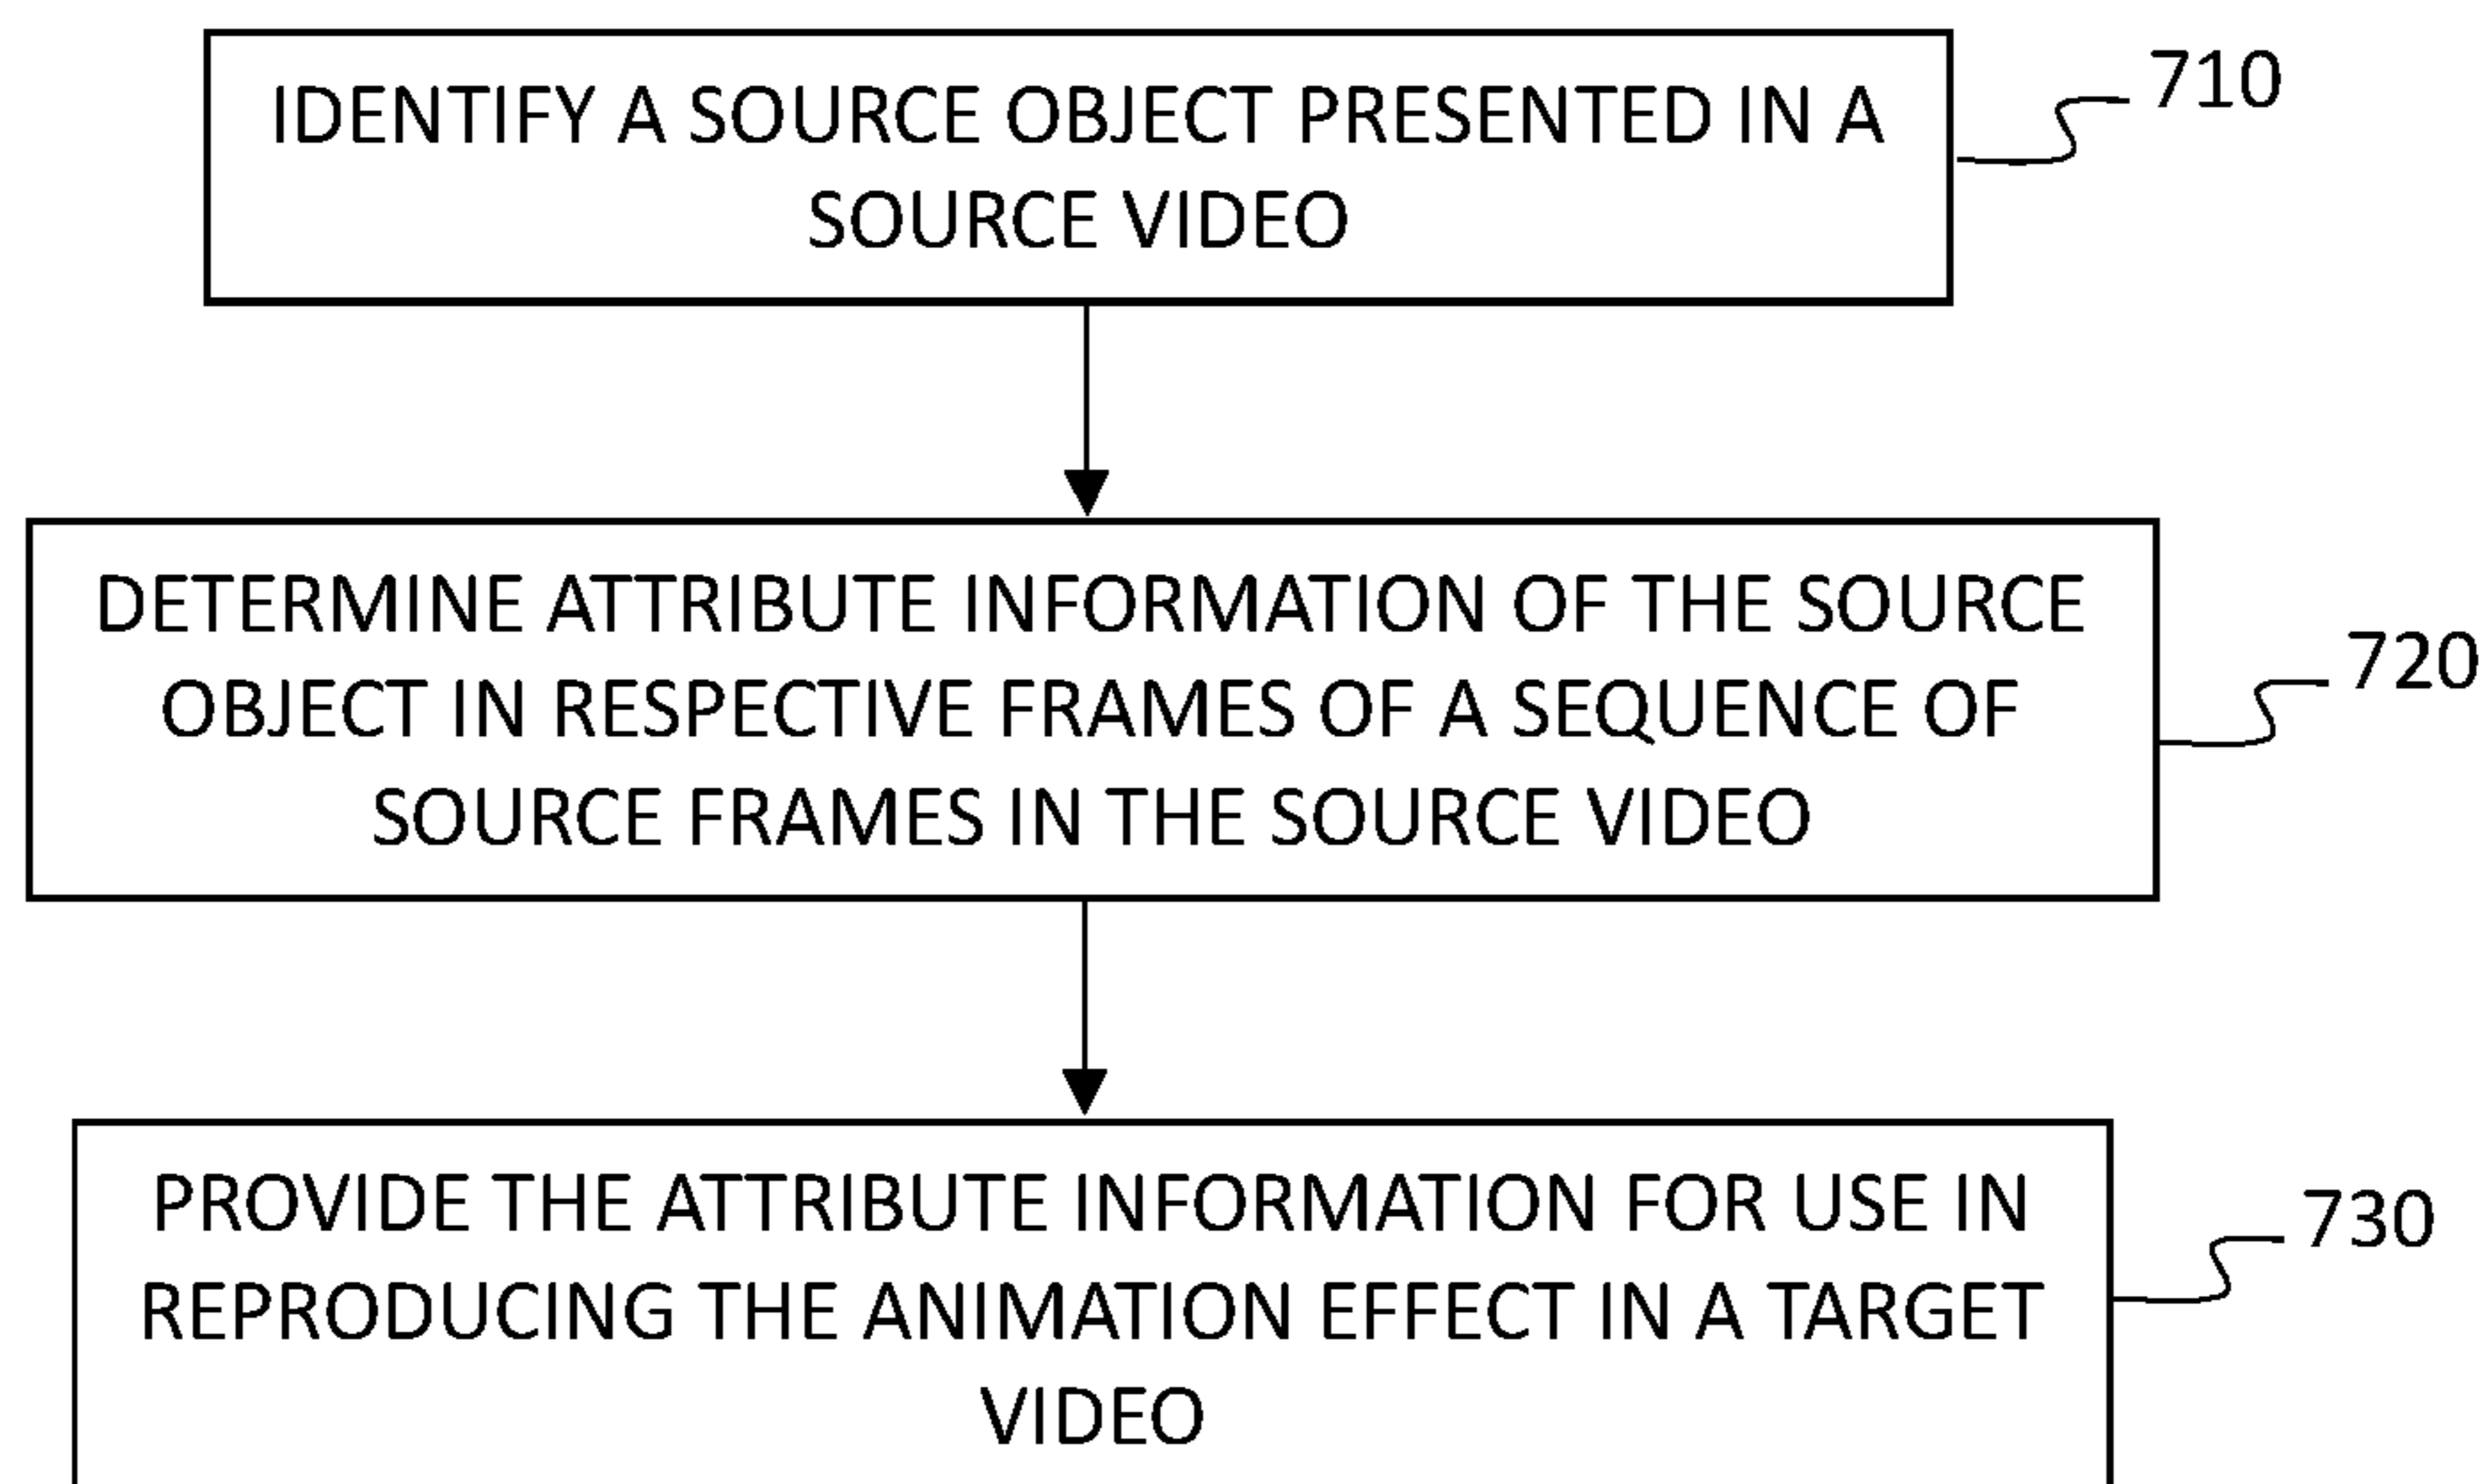 IDENTIFY A SOURCE OBJECT PRESENTED IN A
SOURCE VIDEO
710
DETERMINE ATTRIBUTE INFORMATION OF THE SOURCE
OBJECT IN RESPECTIVE FRAMES OF A SEQUENCE OF
SOURCE FRAMES IN THE SOURCE VIDEO
720
PROVIDE THE ATTRIBUTE INFORMATION FOR USE IN
REPRODUCING THE ANIMATION EFFECT IN A TARGET
VIDEO
730